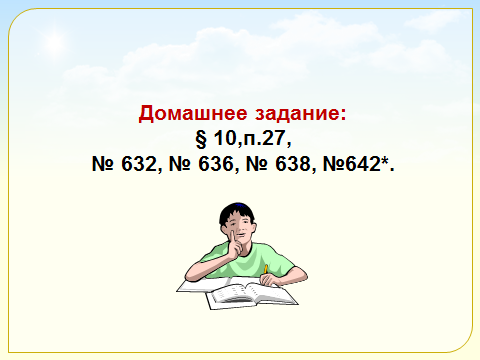 Домашнее задание:
§ 10,п.27,
№ 632, № 636, № 638, №642*.